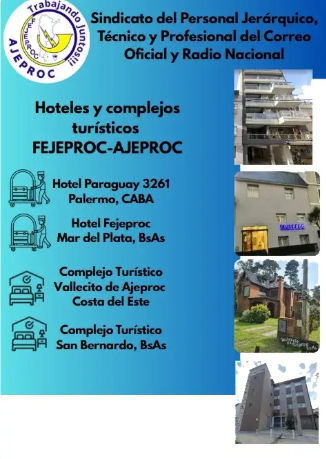 Trabajando Juntos!!!
AJEPROC
Sindicato del Personal Jerárquico,
Técnico y Profesional del Correo
Oficial y Radio Nacional
Hoteles y complejos
turísticos
FEJEPROC-AJEPROC
Hotel Paraguay 3261
Palermo, CABA
Hotel Fejeproc
Mar del Plata, BsAs
Complejo Turístico
Vallecito de Ajeproc
Costa del Este
Complejo Turístico
San Bernardo, BsAs